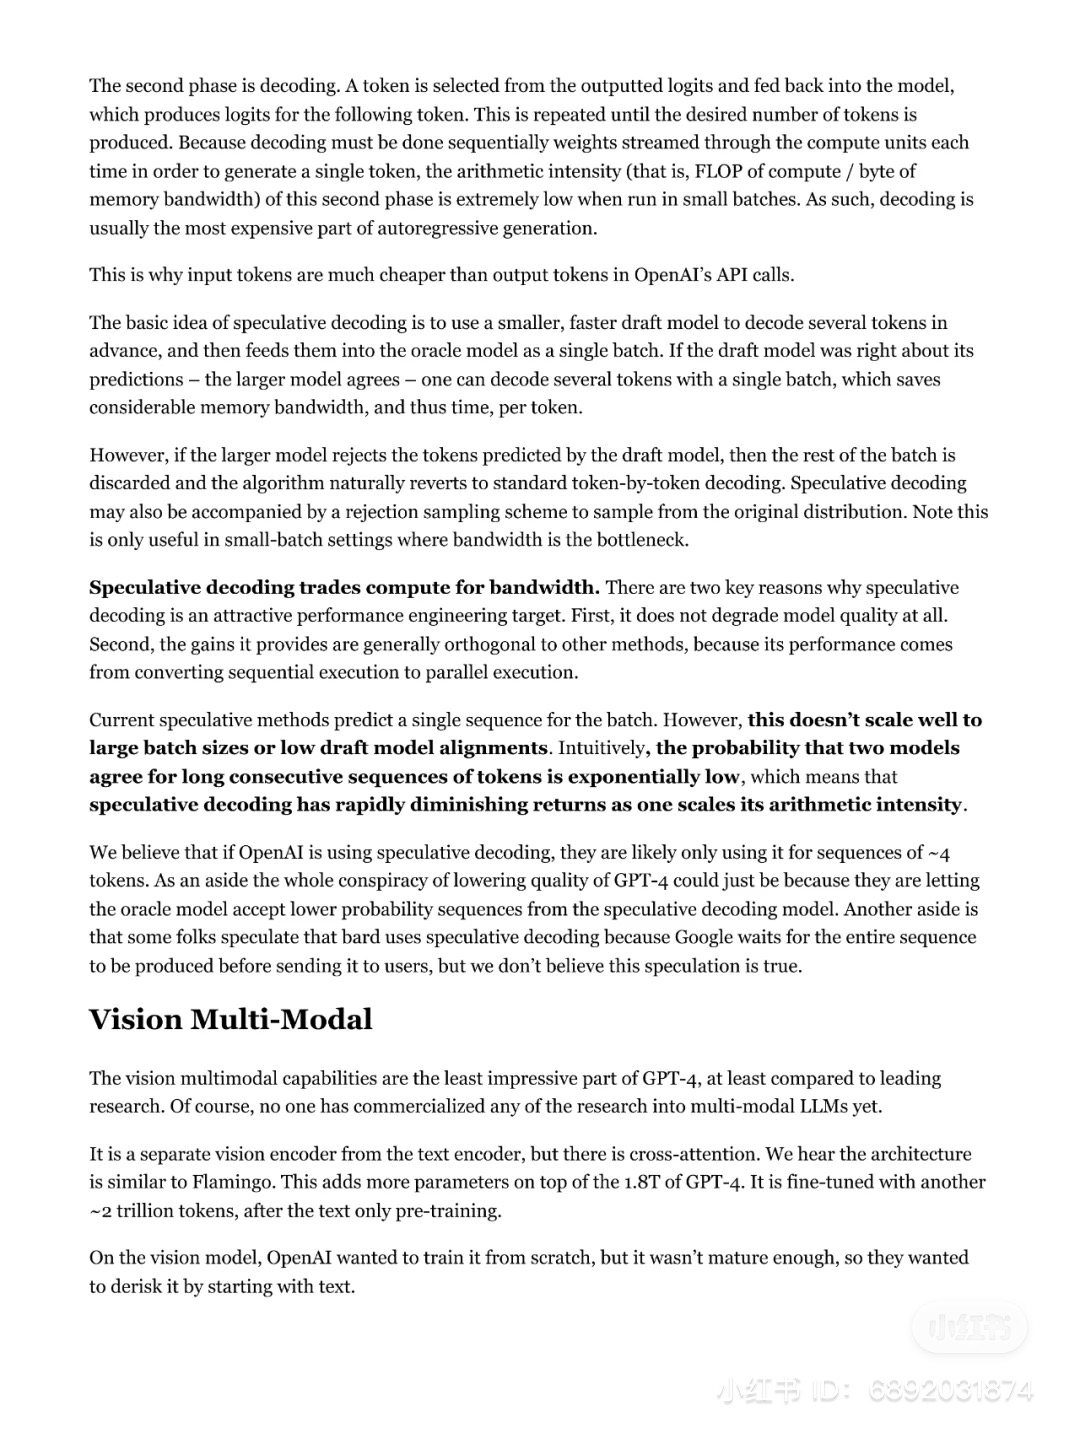 The second phase is decoding. A token is selected from the outputted logits and fed back into the model,
which produces logits for the following token. This is repeated until the desired number of tokens is
produced. Because decoding must be done sequentially weights streamed through the compute units each
time in order to generate a single token, the arithmetic intensity (that is, FLOP of compute / byte of
memory bandwidth) of this second phase is extremely low when run in small batches. As such, decoding is
usually the most expensive part of autoregressive generation.
This is why input tokens are much cheaper than output tokens in OpenAI’s API calls.
The basic idea of speculative decoding is to use a smaller, faster draft model to decode several tokens in
advance, and then feeds them into the oracle model as a single batch. If the draft model was right about its
predictions – the larger model agrees – one can decode several tokens with a single batch, which saves
considerable memory bandwidth, and thus time, per token.
However, if the larger model rejects the tokens predicted by the draft model, then the rest of the batch is
discarded and the algorithm naturally reverts to standard token-by-token decoding. Speculative decoding
may also be accompanied by a rejection sampling scheme to sample from the original distribution. Note this
is only useful in small-batch settings where bandwidth is the bottleneck.
Speculative decoding trades compute for bandwidth. There are two key reasons why speculative
decoding is an attractive performance engineering target. First, it does not degrade model quality at all.
Second, the gains it provides are generally orthogonal to other methods, because its performance comes
from converting sequential execution to parallel execution.
Current speculative methods predict a single sequence for the batch. However, this doesn’t scale well to
large batch sizes or low draft model alignments. Intuitively, the probability that two models
agree for long consecutive sequences of tokens is exponentially low, which means that
speculative decoding has rapidly diminishing returns as one scales its arithmetic intensity.
We believe that if OpenAI is using speculative decoding, they are likely only using it for sequences of ~4
tokens. As an aside the whole conspiracy of lowering quality of GPT-4 could just be because they are letting
the oracle model accept lower probability sequences from the speculative decoding model. Another aside is
that some folks speculate that bard uses speculative decoding because Google waits for the entire sequence
to be produced before sending it to users, but we don’t believe this speculation is true.
Vision Multi-Modal
The vision multimodal capabilities are the least impressive part of GPT-4, at least compared to leading
research. Of course, no one has commercialized any of the research into multi-modal LLMs yet.
It is a separate vision encoder from the text encoder, but there is cross-attention. We hear the architecture
is similar to Flamingo. This adds more parameters on top of the 1.8T of GPT-4. It is fine-tuned with another
~2 trillion tokens, after the text only pre-training.
On the vision model, OpenAI wanted to train it from scratch, but it wasn’t mature enough, so they wanted
to derisk it by starting with text.
小红书
小红书 ID: 6892031874